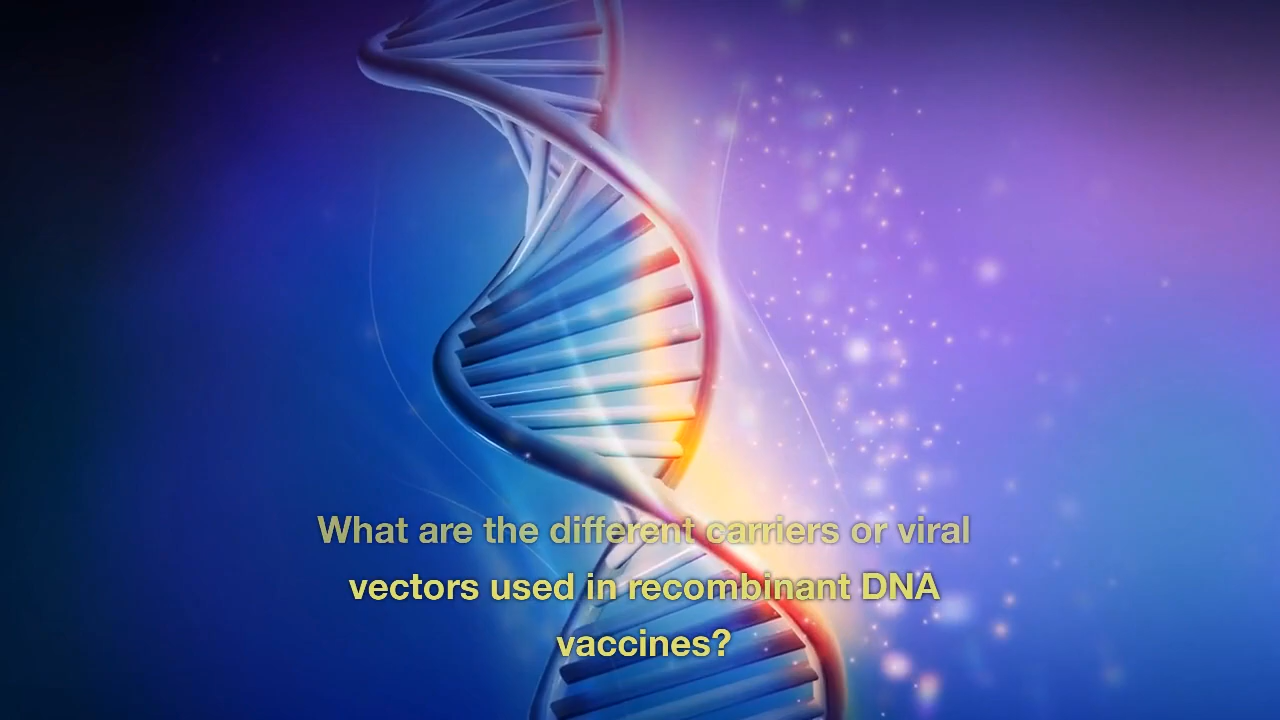 What are the different carriers or viral
vectors used in recombinant DNA
vaccines?